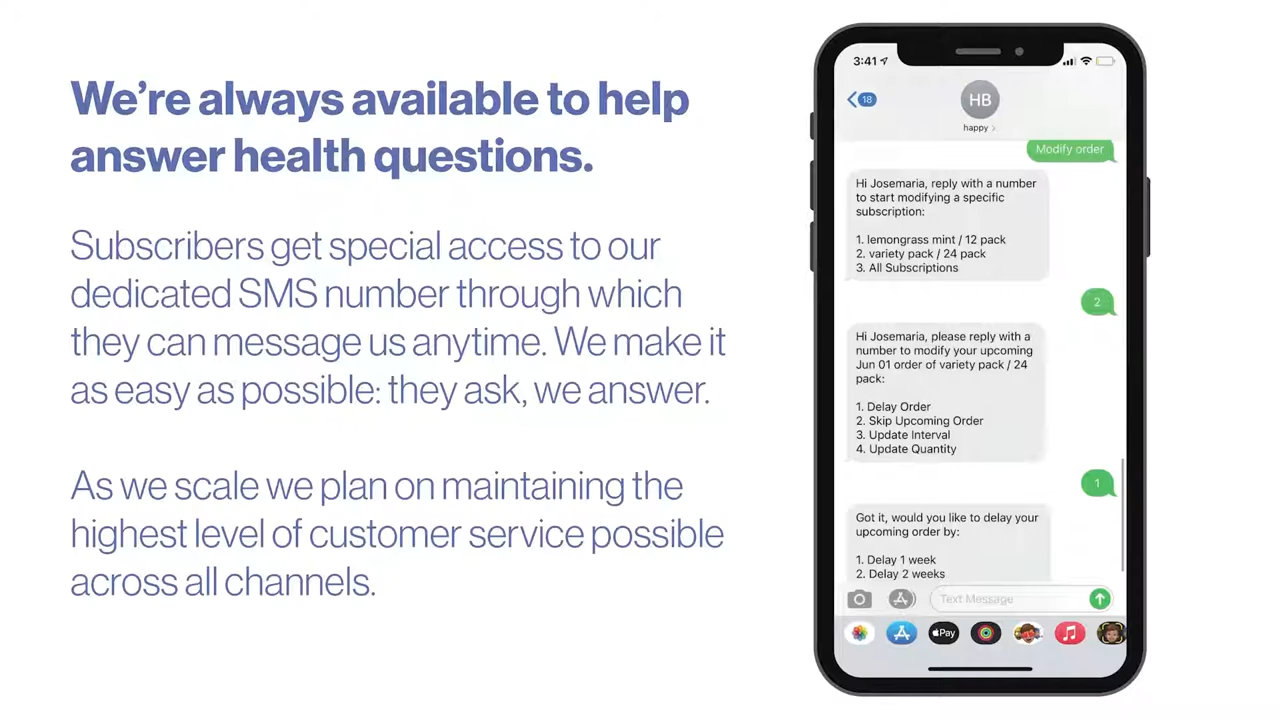 We're always available to help
answer health questions.
Subscribers get special access to our
dedicated SMS number through which
they can message us anytime. We make it
as easy as possible: they ask, we answer.
As we scale we plan on maintaining the
highest level of customer service possible
across all channels.
3:41
18
HB
happy
Modify order
Hi Josemaria, reply with a number
to start modifying a specific
subscription:
1. lemongrass mint / 12 pack
2. variety pack / 24 pack
3. All Subscriptions
2
Hi Josemaria, please reply with a
number to modify your upcoming
Jun 01 order of variety pack / 24
pack:
1. Delay Order
2. Skip Upcoming Order
3. Update Interval
4. Update Quantity
1
Got it, would you like to delay your
upcoming order by:
1. Delay 1 week
2. Delay 2 weeks
Text Message
Pay